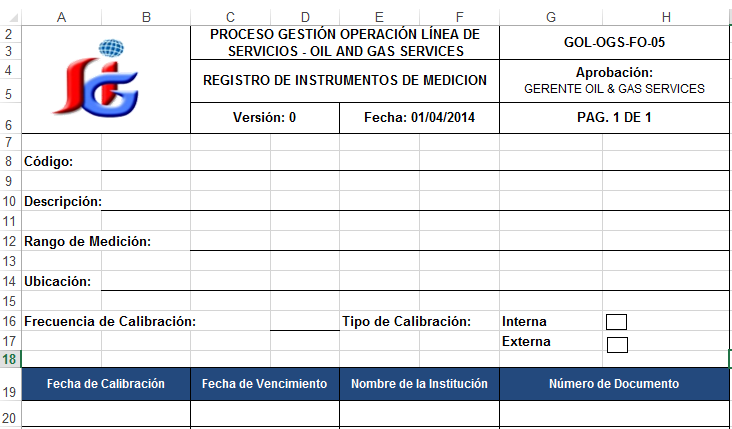 A B C D E F G H
2 PROCESO GESTIÓN OPERACIÓN LÍNEA DE
3 SERVICIOS - OIL AND GAS SERVICES
GOL-OGS-FO-05
4 REGISTRO DE INSTRUMENTOS DE MEDICION
Aprobación:
5 GERENTE OIL & GAS SERVICES
6 Versión: 0 Fecha: 01/04/2014 PAG. 1 DE 1
7
8 Código:
9
10 Descripción:
11
12 Rango de Medición:
13
14 Ubicación:
15
16 Frecuencia de Calibración: Tipo de Calibración: Interna
17 Externa
18
19 Fecha de Calibración Fecha de Vencimiento Nombre de la Institución Número de Documento
20